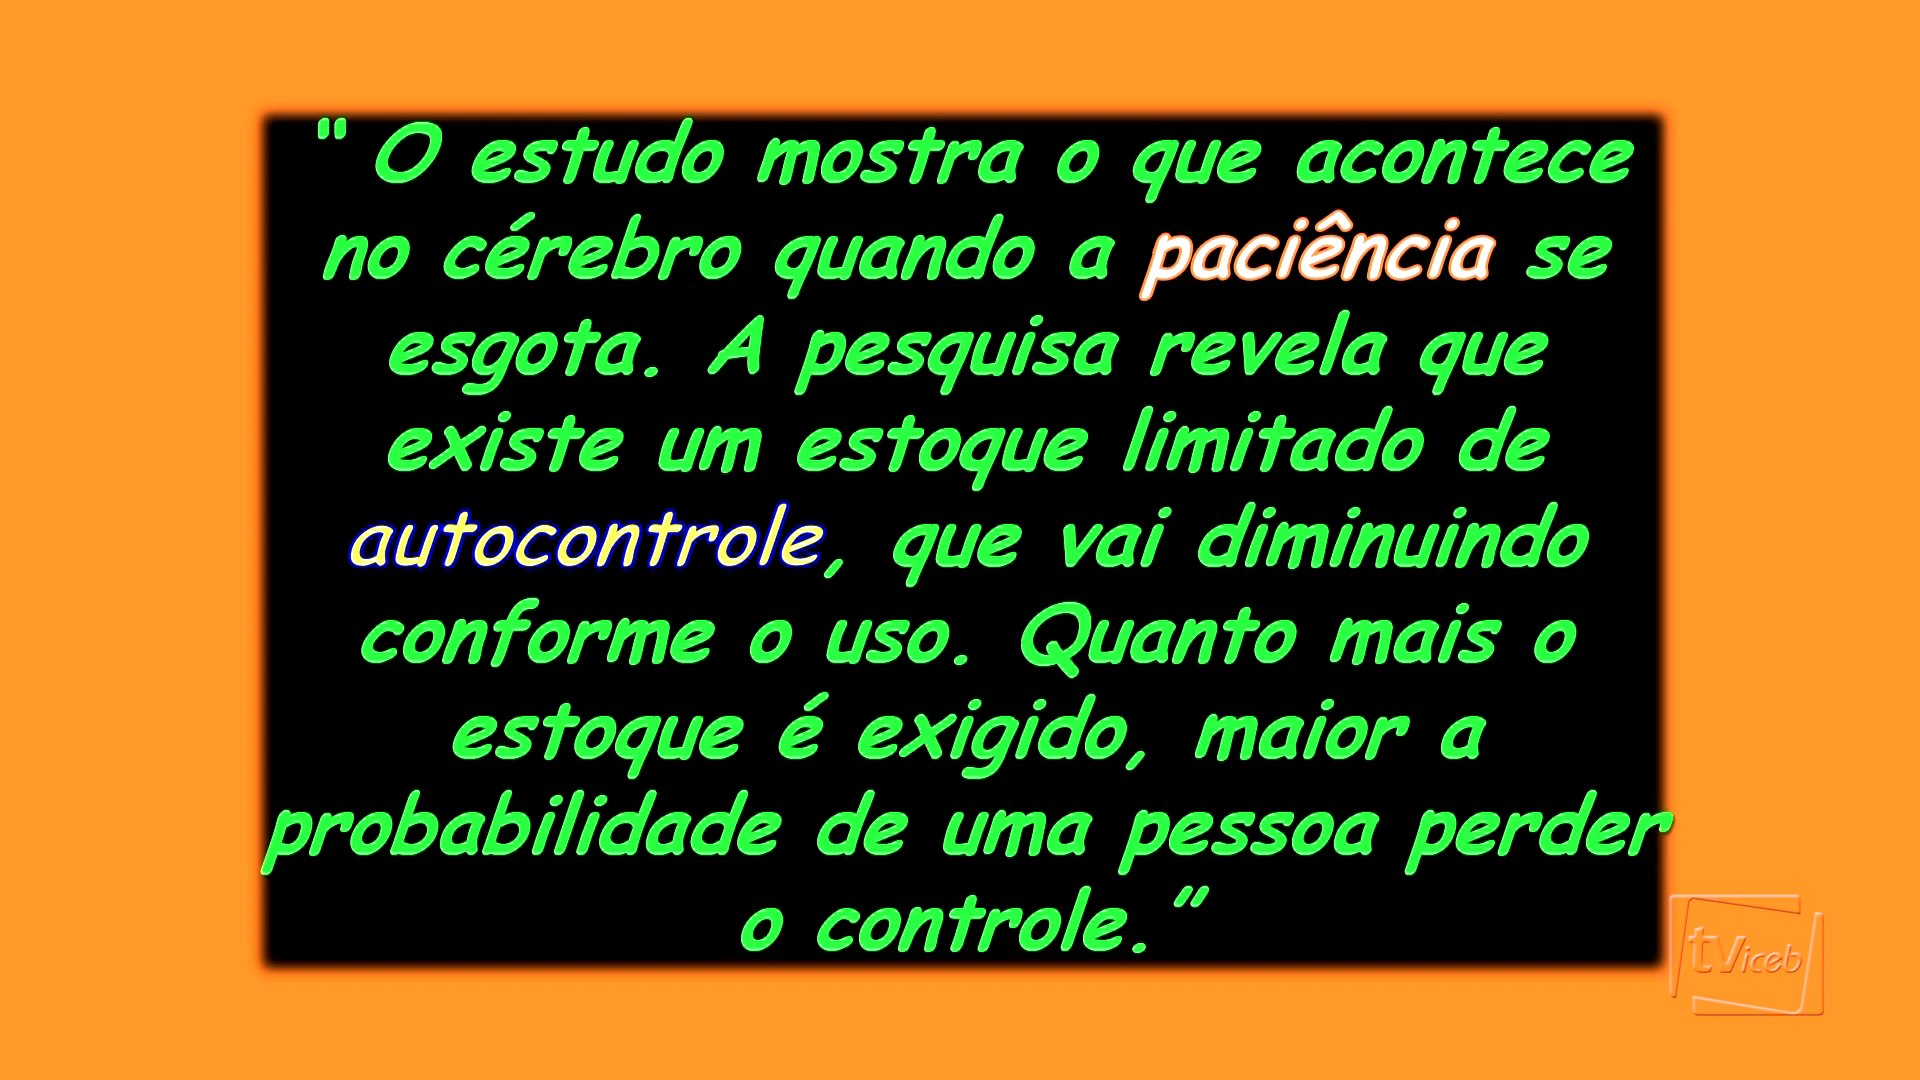 " O estudo mostra o que acontece
no cérebro quando a paciência se
esgota. A pesquisa revela que
existe um estoque limitado de
autocontrole, que vai diminuindo
conforme o uso. Quanto mais o
estoque é exigido, maior a
probabilidade de uma pessoa perder
o controle.”
tViceb